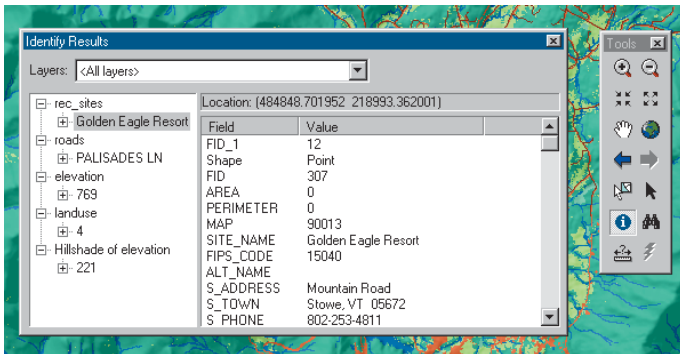 Identify Results
Layers: <All layers>
rec_sites
Golden Eagle Resort
roads
PALISADES LN
elevation
769
landuse
4
Hillshade of elevation
221
Location: (484848.701952 218993.362001)
Field Value
FID_1 12
Shape Point
FID 307
AREA 0
PERIMETER 0
MAP 90013
SITE_NAME Golden Eagle Resort
FIPS_CODE 15040
ALT_NAME
S_ADDRESS Mountain Road
S_TOWN Stowe, VT 05672
S_PHONE 802-253-4811
Tools